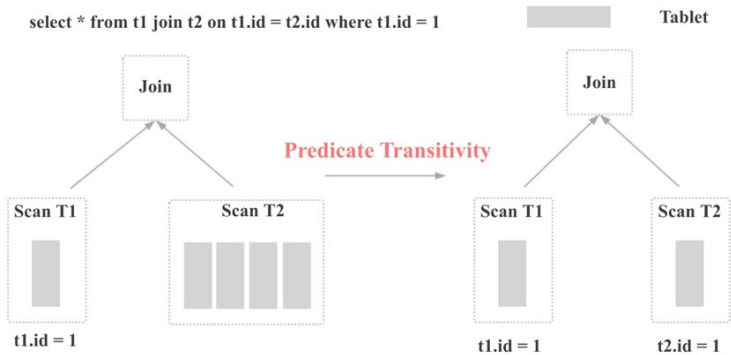 select * from t1 join t2 on t1.id = t2.id where t1.id = 1
Tablet
Join
Join
Predicate Transitivity
Scan T1
Scan T2
Scan T1
Scan T2
t1.id = 1
t1.id = 1
t2.id = 1